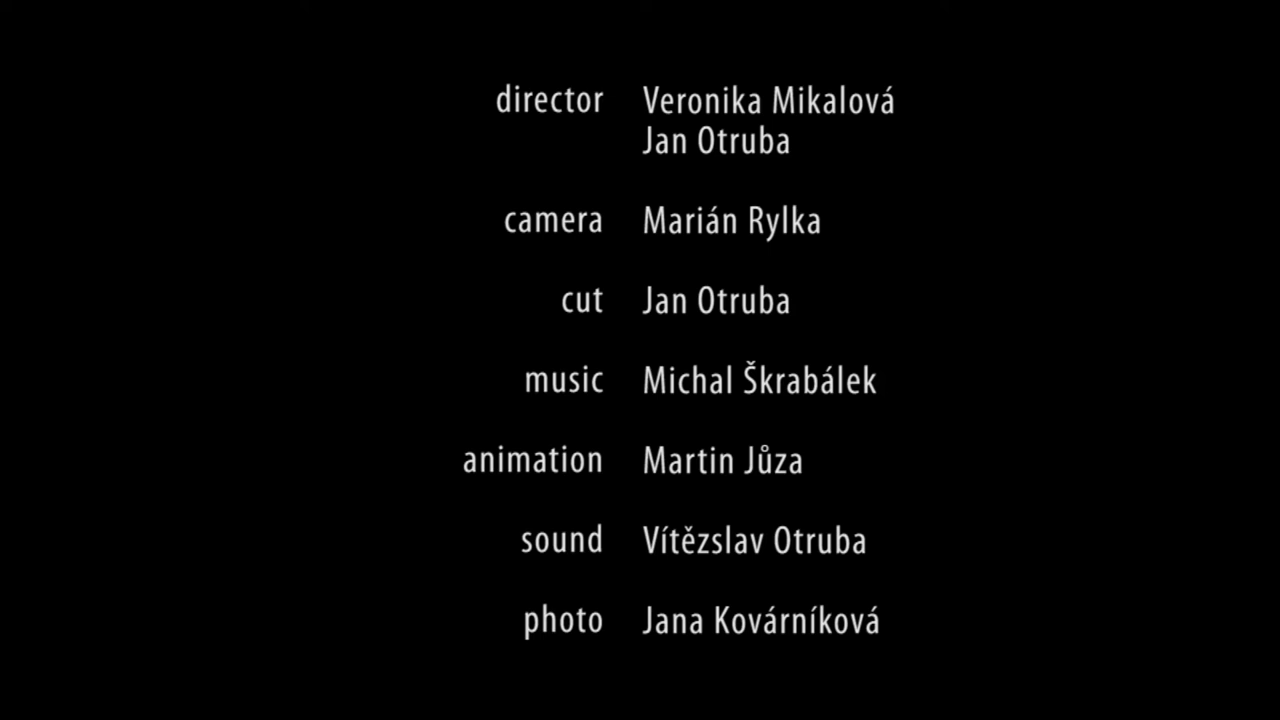 director Veronika Mikalová
Jan Otruba
camera Marián Rylka
cut Jan Otruba
music Michal Škrabálek
animation Martin Jůza
sound Vítězslav Otruba
photo Jana Kovárníková